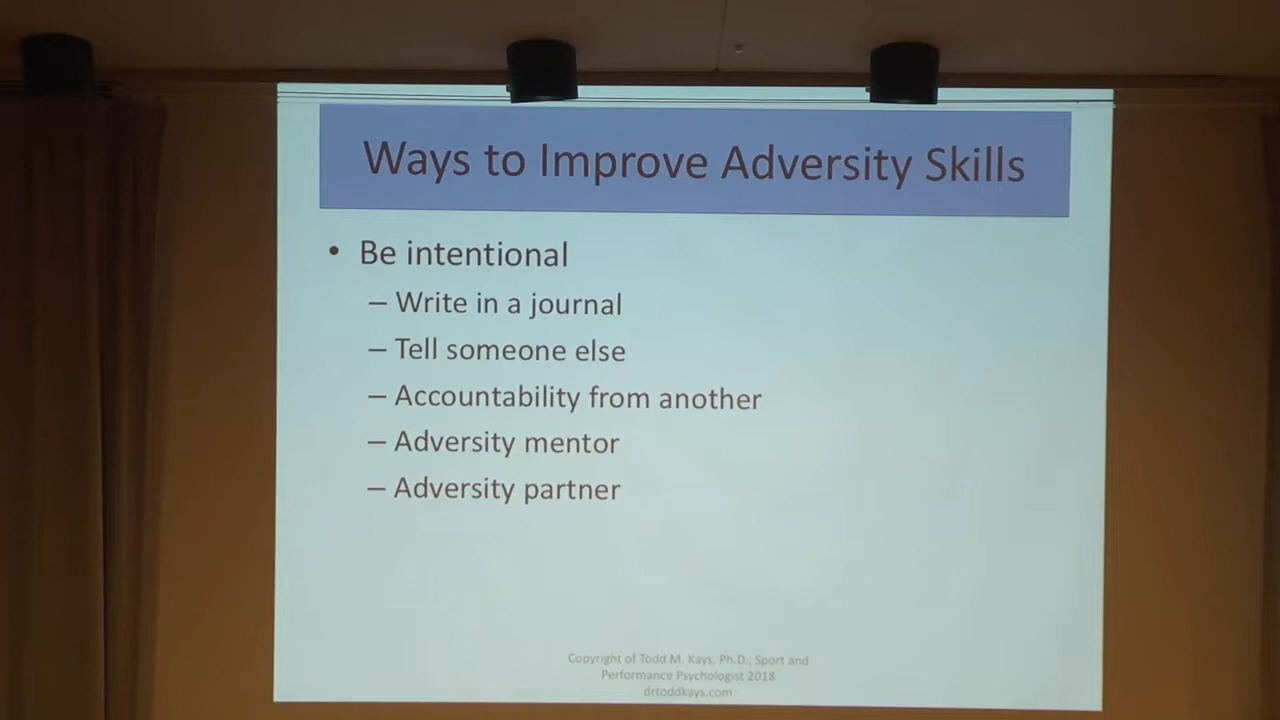 Ways to Improve Adversity Skills
• Be intentional
– Write in a journal
– Tell someone else
– Accountability from another
– Adversity mentor
– Adversity partner
Copyright of Todd M. Kays, Ph.D., Sport and
Performance Psychologist 2018
drtoddkays.com